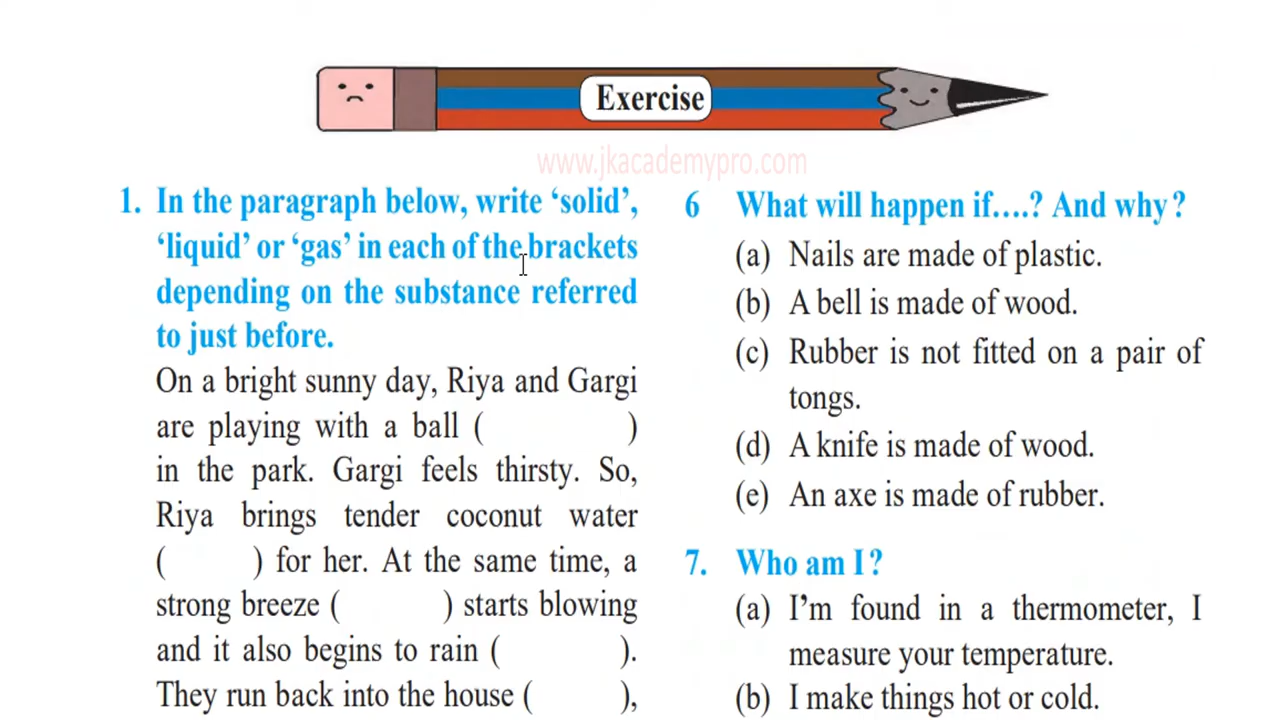 Exercise
www.jkacademypro.com
1. In the paragraph below, write ‘solid’,
‘liquid’ or ‘gas’ in each of the brackets
depending on the substance referred
to just before.
On a bright sunny day, Riya and Gargi
are playing with a ball ( )
in the park. Gargi feels thirsty. So,
Riya brings tender coconut water
( ) for her. At the same time, a
strong breeze ( ) starts blowing
and it also begins to rain ( ).
They run back into the house ( ),
6 What will happen if....? And why?
(a) Nails are made of plastic.
(b) A bell is made of wood.
(c) Rubber is not fitted on a pair of
tongs.
(d) A knife is made of wood.
(e) An axe is made of rubber.
7. Who am I?
(a) I’m found in a thermometer, I
measure your temperature.
(b) I make things hot or cold.